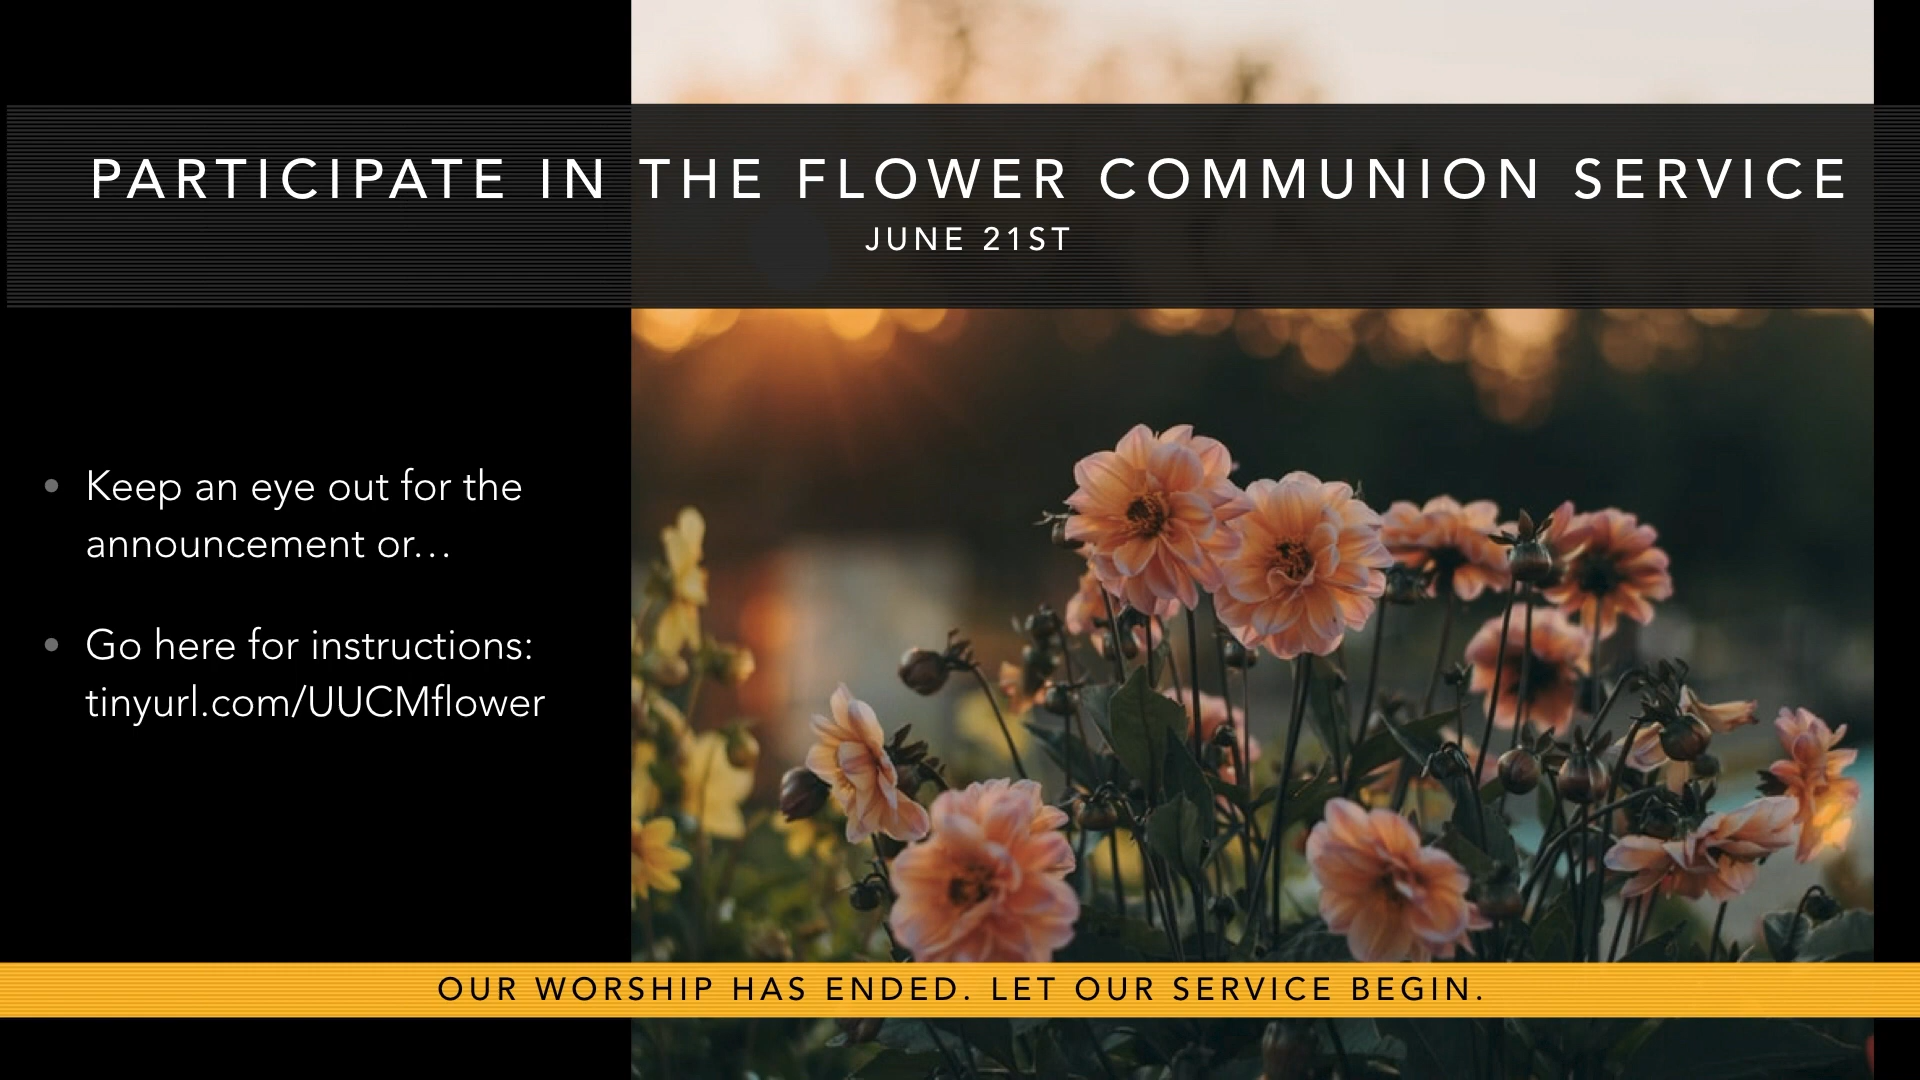 PARTICIPATE IN THE FLOWER COMMUNION SERVICE
JUNE 21ST
• Keep an eye out for the
announcement or…
• Go here for instructions:
tinyurl.com/UUCMflower
OUR WORSHIP HAS ENDED. LET OUR SERVICE BEGIN.